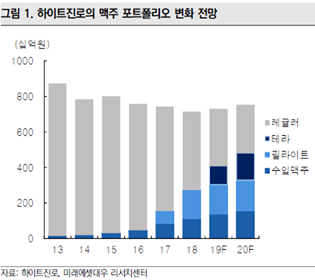 그림 1. 하이트진로의 맥주 포트폴리오 변화 전망
(십억원)
1000
800
600
400
200
0
레귤러
테라
필라이트
수입맥주
13 14 15 16 17 18 19F 20F
자료: 하이트진로, 미래에셋대우 리서치센터